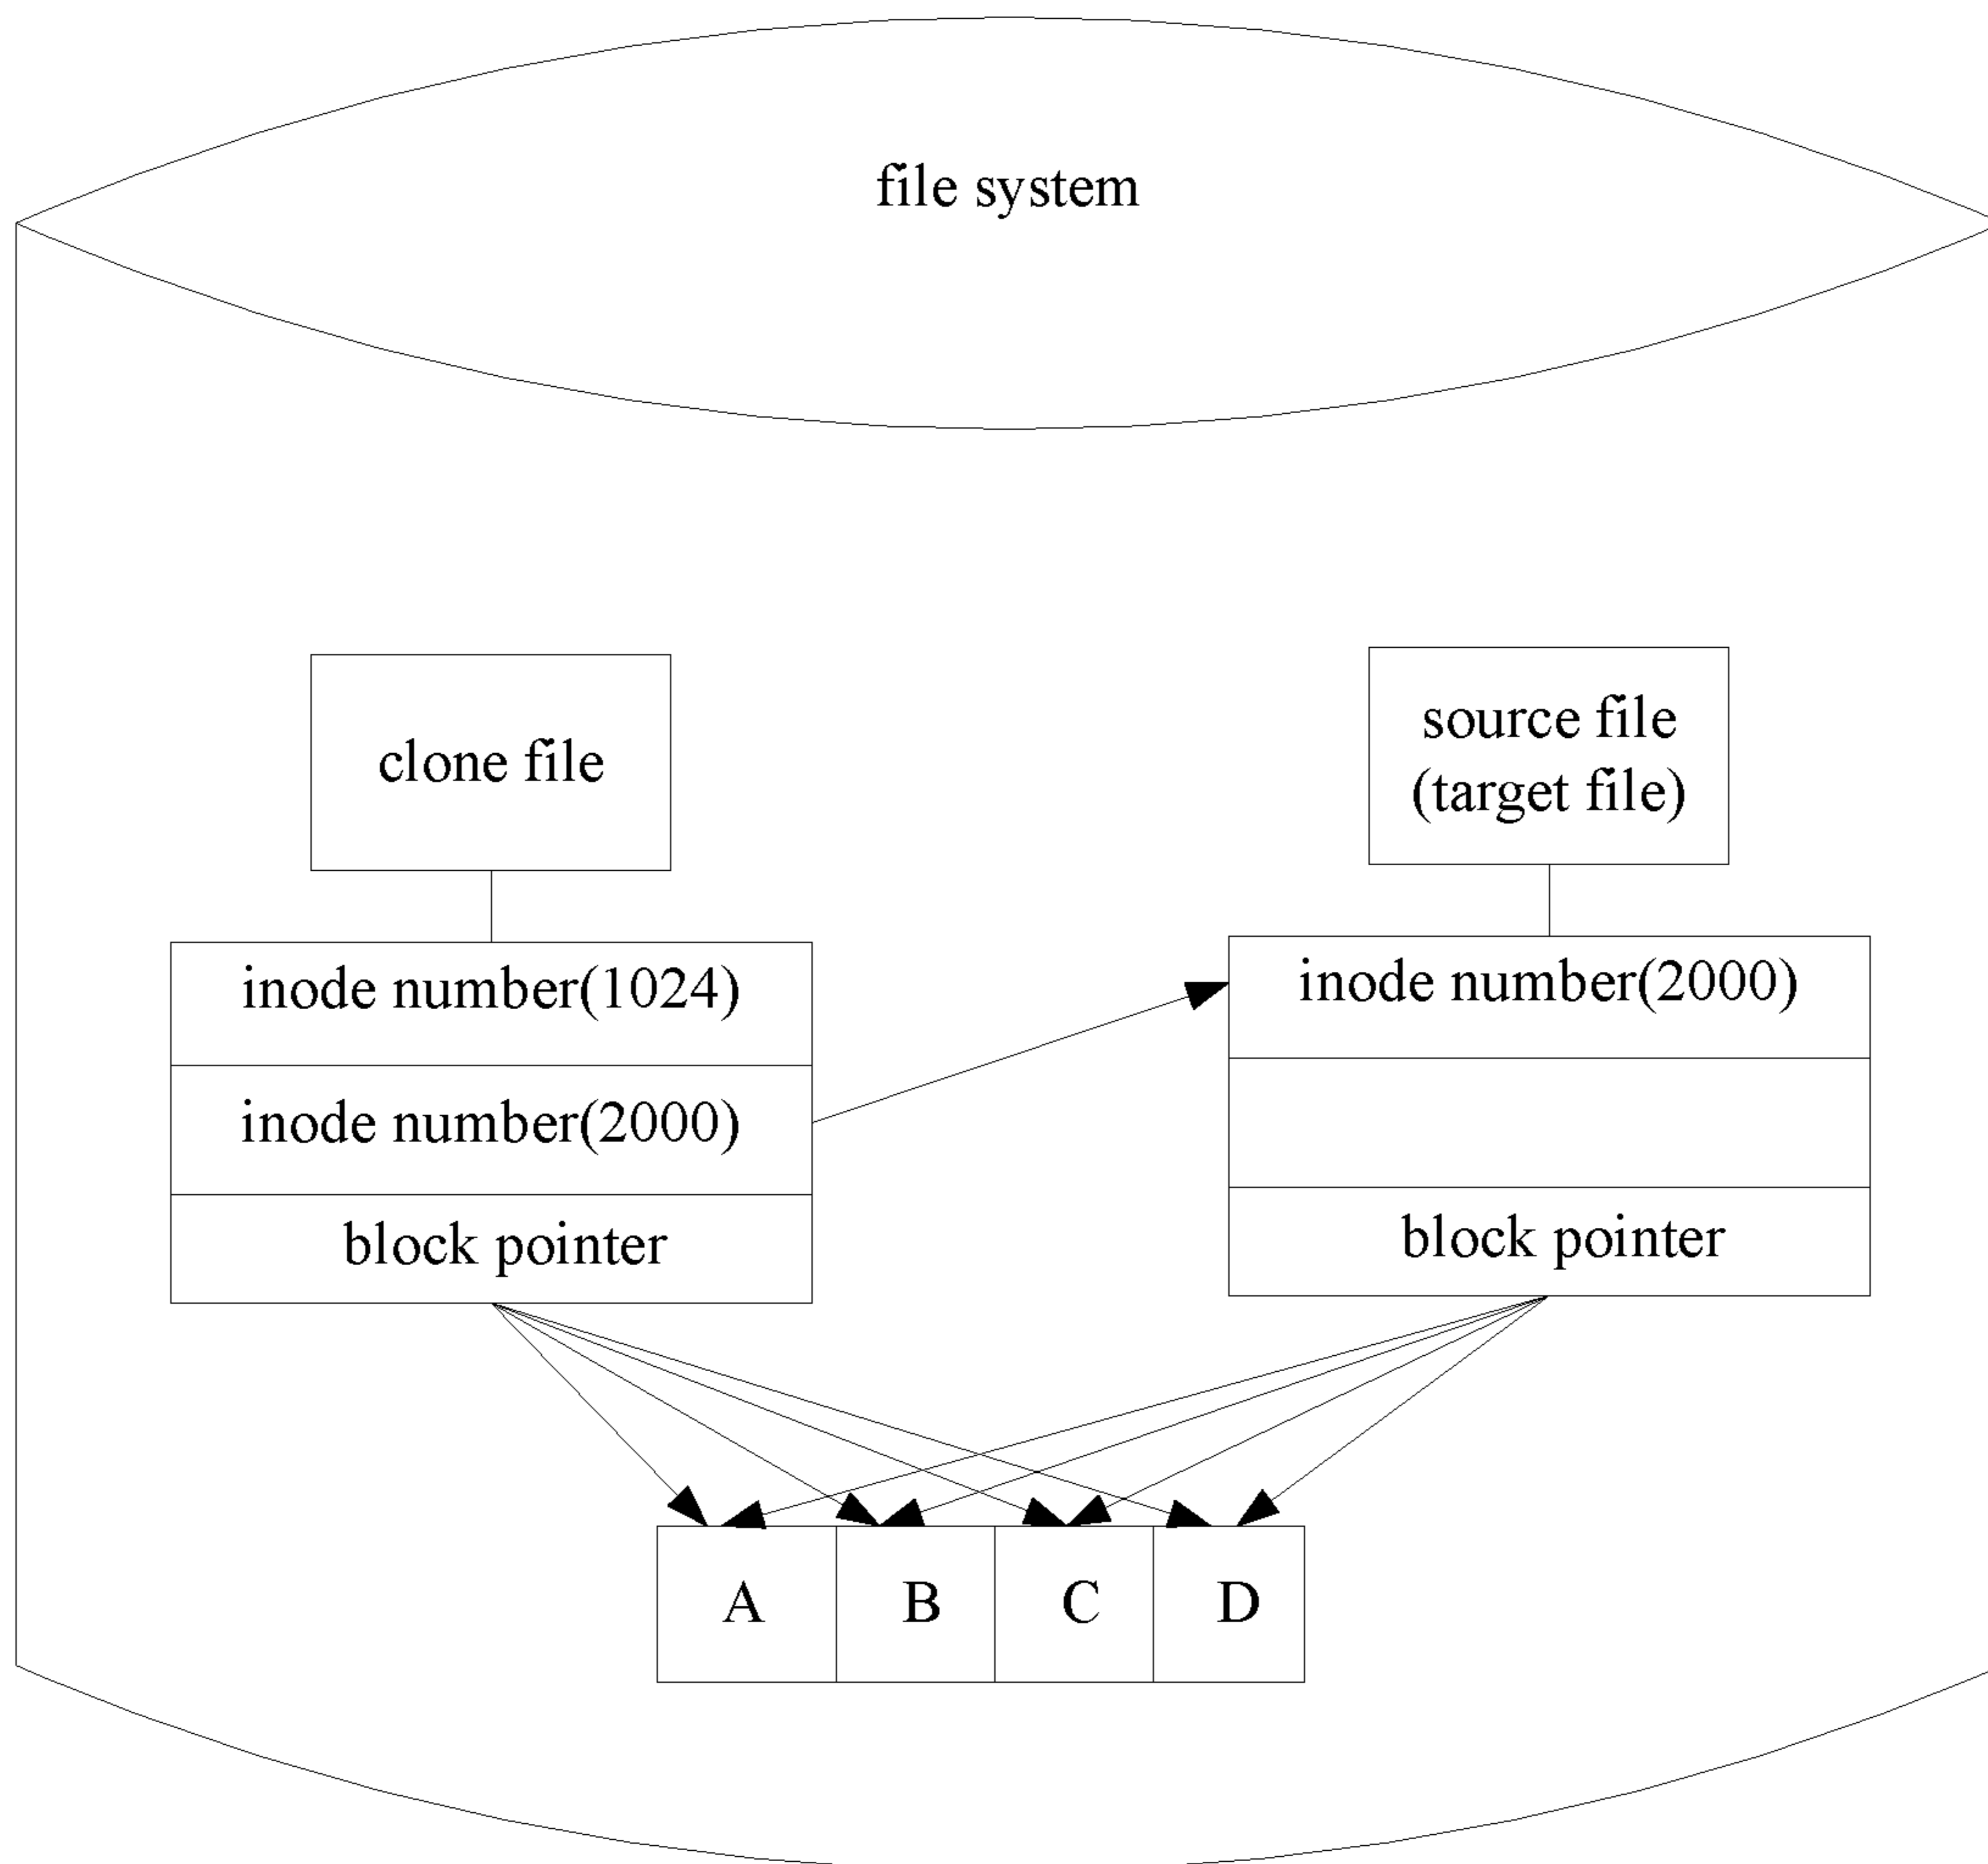 file system
clone file
source file
(target file)
inode number(1024)
inode number(2000)
block pointer
inode number(2000)
block pointer
A
B
C
D